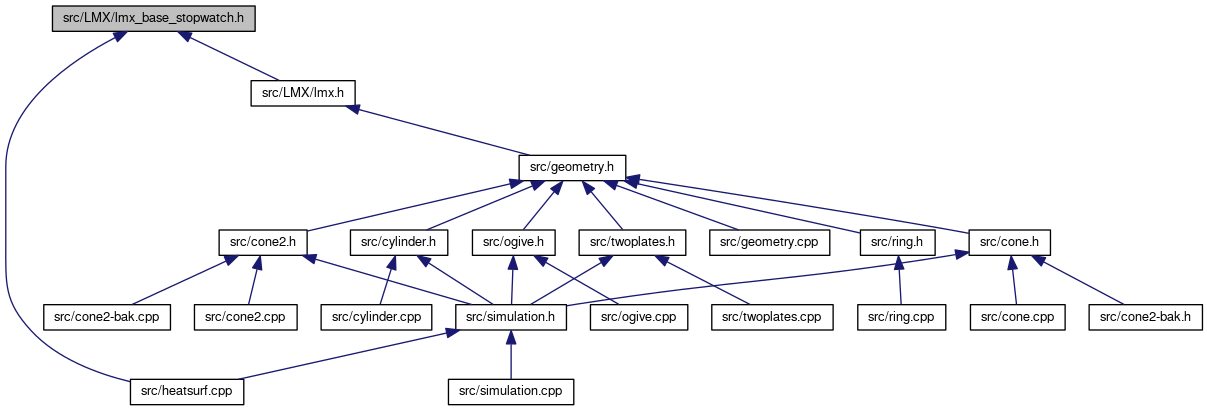 src/LMX/lmx_base_stopwatch.h
src/LMX/lmx.h
src/geometry.h
src/cone2.h
src/cylinder.h
src/ogive.h
src/twoplates.h
src/geometry.cpp
src/ring.h
src/cone.h
src/cone2-bak.cpp
src/cone2.cpp
src/cylinder.cpp
src/simulation.h
src/ogive.cpp
src/twoplates.cpp
src/ring.cpp
src/cone.cpp
src/cone2-bak.h
src/heatsurf.cpp
src/simulation.cpp